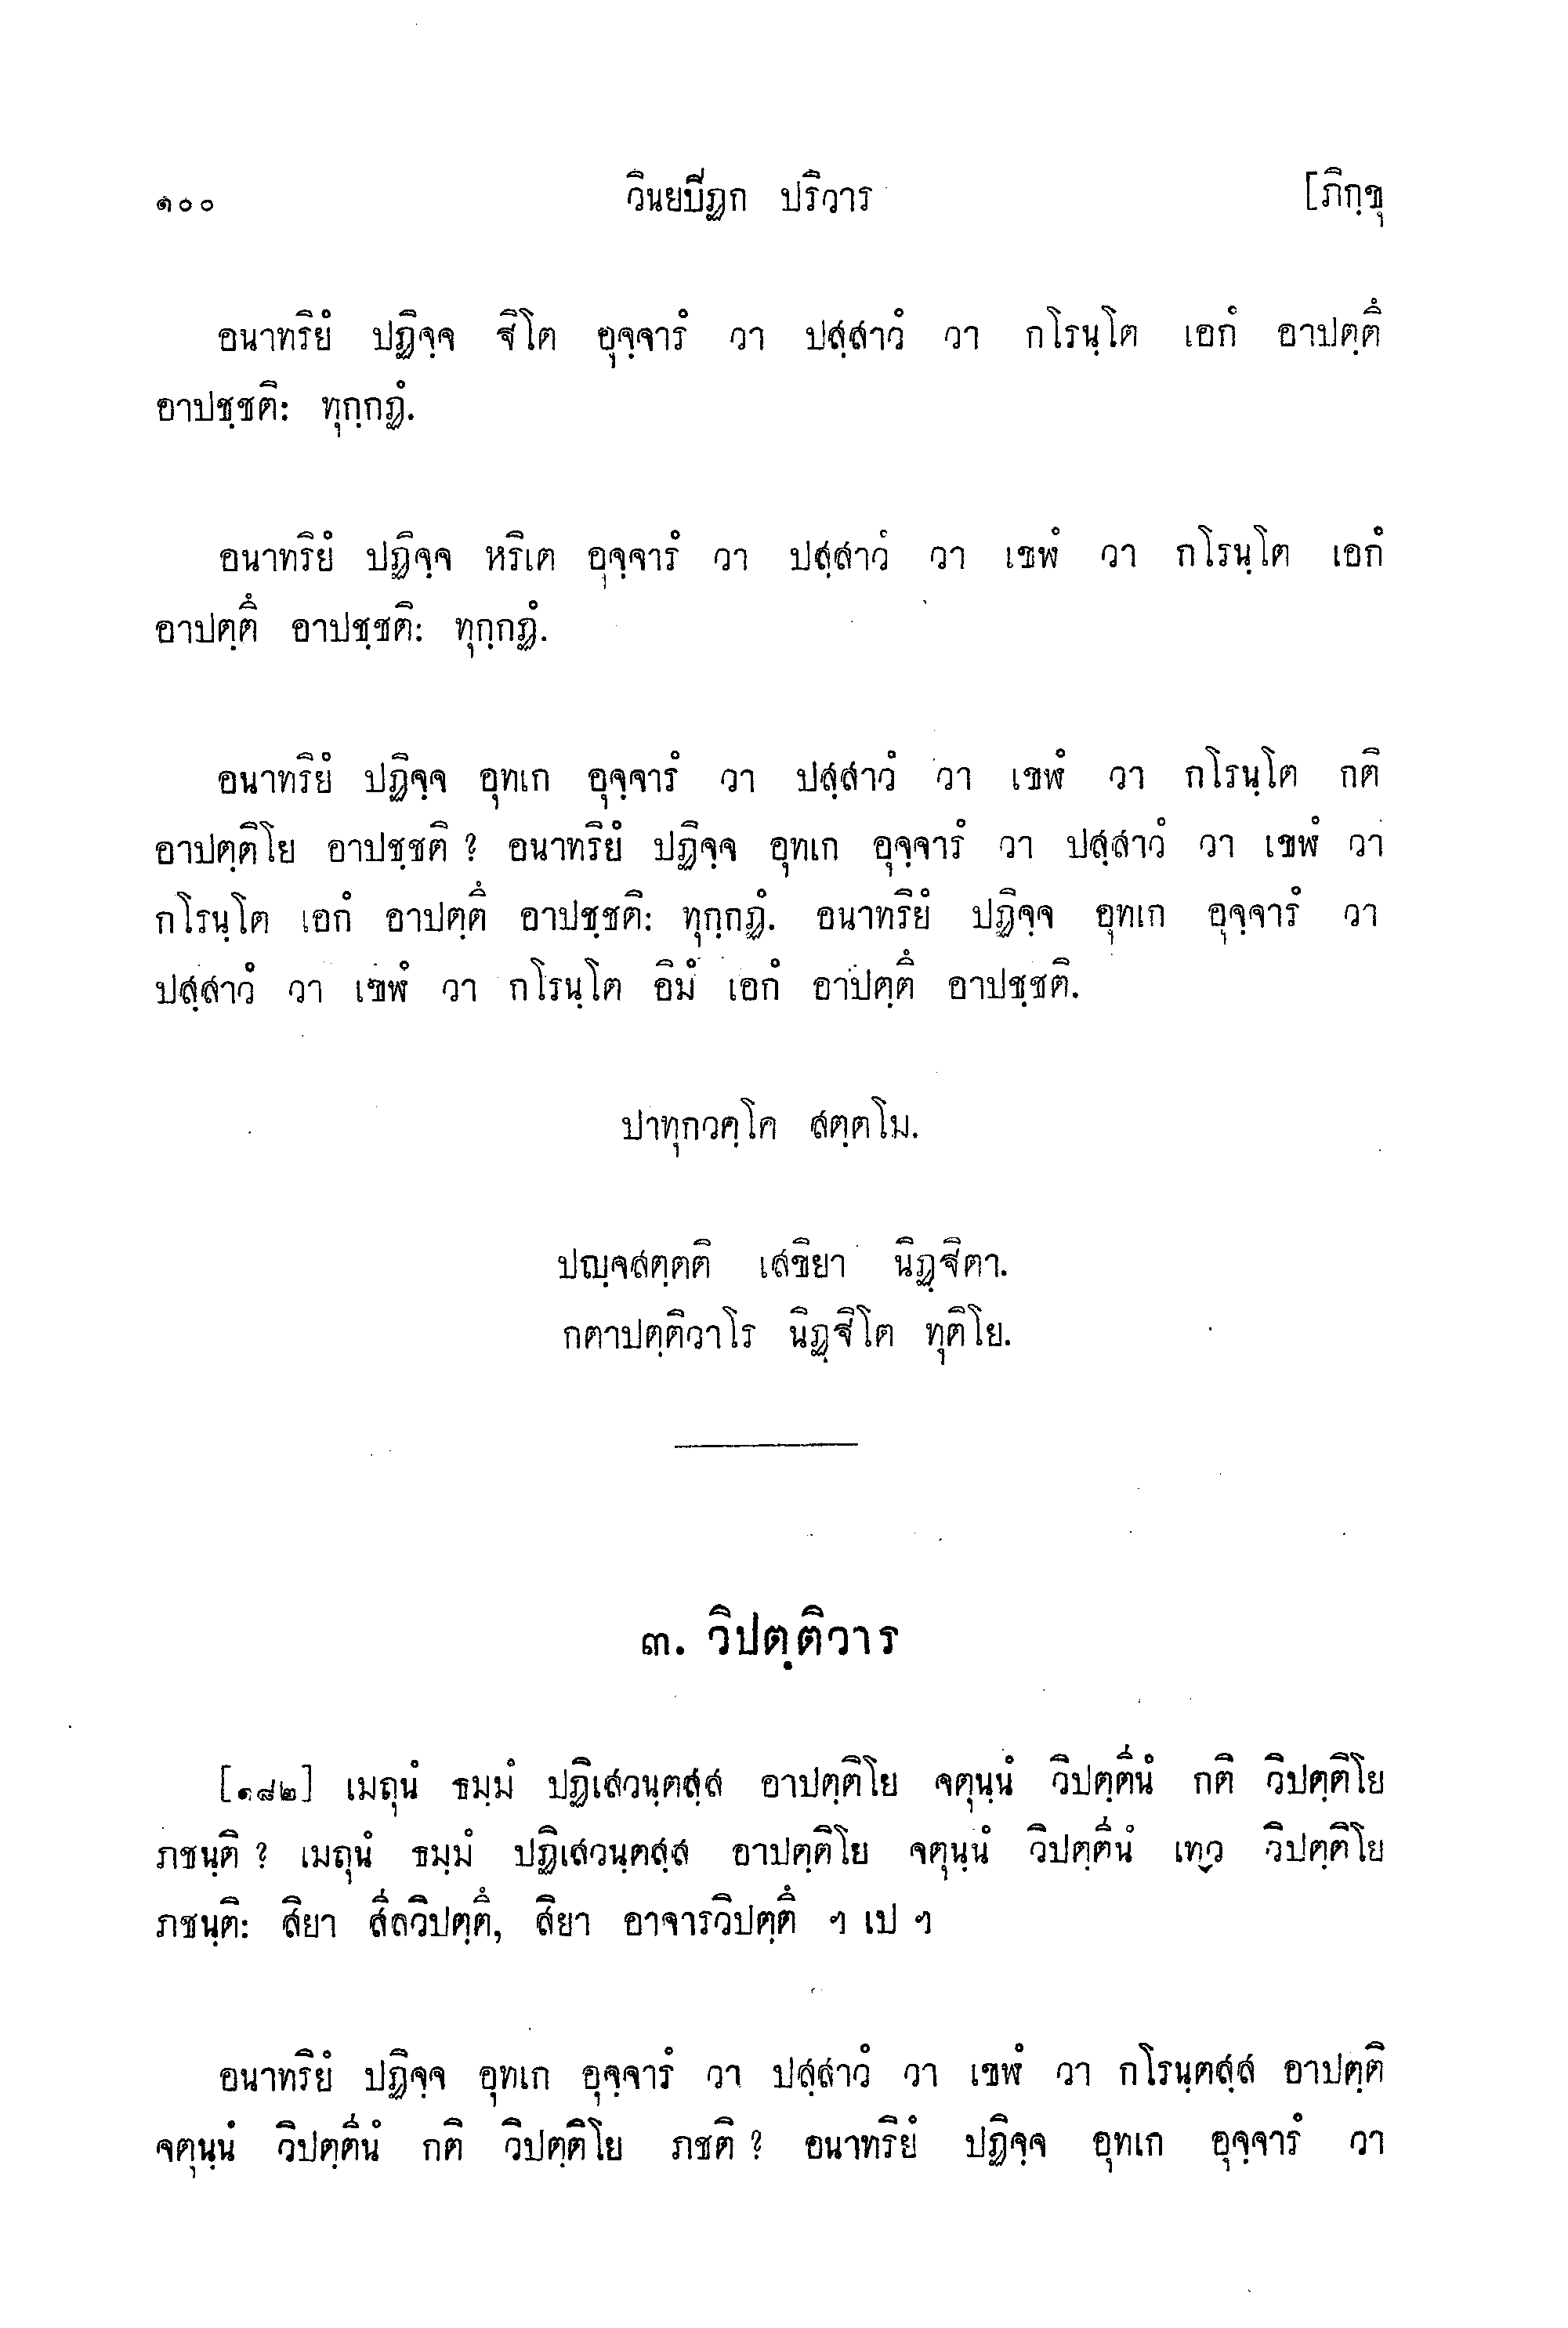 ๑๐๐ วินยปิฏก ปริวาร [ภิกฺขุ
อนาทริยํ ปฏิจฺจ ฐิโต อุจฺจารํ วา ปสฺสาวํ วา กโรนฺโต เอกํ อาปตฺตึ
อาปชฺชติ: ทุกฺกฏํ.
อนาทริยํ ปฏิจฺจ หริเต อุจฺจารํ วา ปสฺสาวํ วา เขฬํ วา กโรนฺโต เอกํ
อาปตฺตึ อาปชฺชติ: ทุกฺกฏํ.
อนาทริยํ ปฏิจฺจ อุทเก อุจฺจารํ วา ปสฺสาวํ วา เขฬํ วา กโรนฺโต กติ
อาปตฺติโย อาปชฺชติ ? อนาทริยํ ปฏิจฺจ อุทเก อุจฺจารํ วา ปสฺสาวํ วา เขฬํ วา
กโรนฺโต เอกํ อาปตฺตึ อาปชฺชติ: ทุกฺกฏํ. อนาทริยํ ปฏิจฺจ อุทเก อุจฺจารํ วา
ปสฺสาวํ วา เขฬํ วา กโรนฺโต อิมํ เอกํ อาปตฺตึ อาปชฺชติ.
ปาทุกวคฺโค สตฺตโม.
ปญฺจสตฺตติ เสขิยา นิฏฺฐิตา.
กตาปตฺติวาโร นิฏฺฐิโต ทุติโย.
๓. วิปตฺติวาร
[๑๘๒] เมถุนํ ธมฺมํ ปฏิเสวนฺตสฺส อาปตฺติโย จตุนฺนํ วิปตฺตีนํ กติ วิปตฺติโย
ภชนฺติ ? เมถุนํ ธมฺมํ ปฏิเสวนฺตสฺส อาปตฺติโย จตุนฺนํ วิปตฺตีนํ เทฺว วิปตฺติโย
ภชนฺติ: สิยา สีลวิปตฺตึ, สิยา อาจารวิปตฺตึ ฯ เป ฯ
อนาทริยํ ปฏิจฺจ อุทเก อุจฺจารํ วา ปสฺสาวํ วา เขฬํ วา กโรนฺตสฺส อาปตฺติ
จตุนฺนํ วิปตฺตีนํ กติ วิปตฺติโย ภชติ ? อนาทริยํ ปฏิจฺจ อุทเก อุจฺจารํ วา